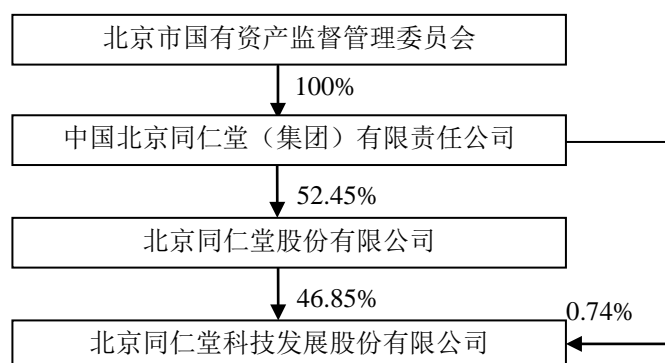 北京市国有资产监督管理委员会
100%
中国北京同仁堂（集团）有限责任公司
52.45%
北京同仁堂股份有限公司
46.85%
0.74%
北京同仁堂科技发展股份有限公司